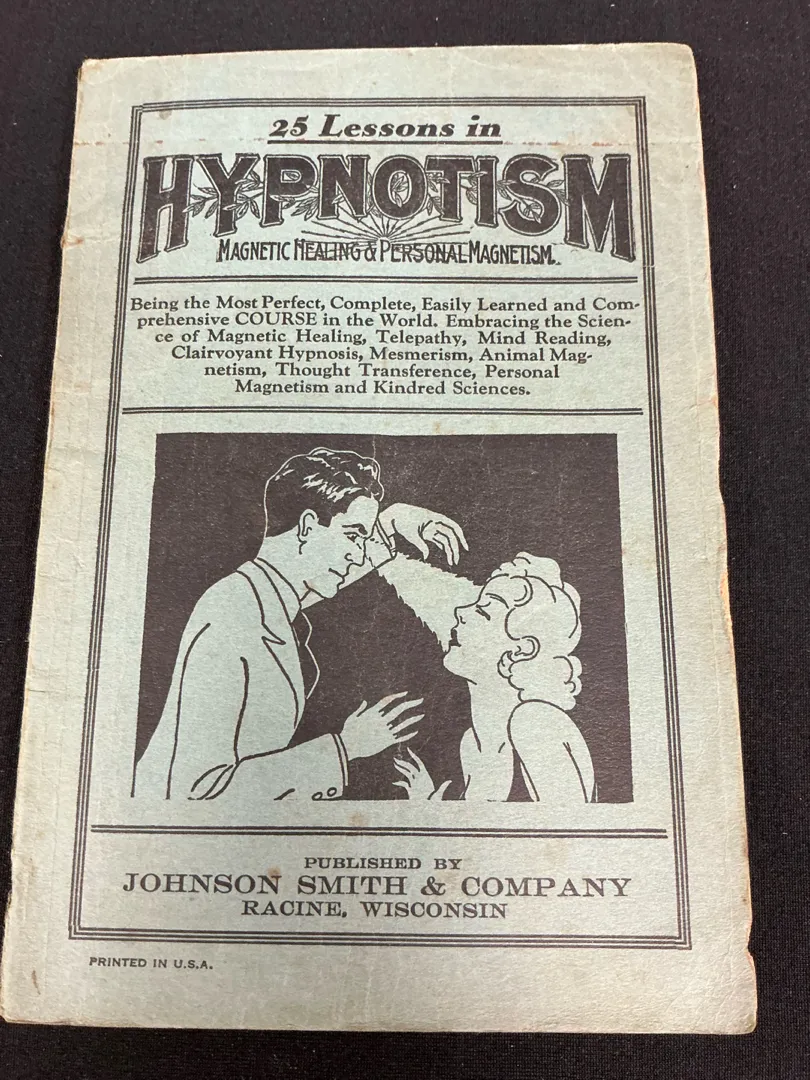 25 Lessons in
HYPNOTISM
MAGNETIC HEALING & PERSONAL MAGNETISM.
Being the Most Perfect, Complete, Easily Learned and Com-
prehensive COURSE in the World. Embracing the Scien-
ce of Magnetic Healing, Telepathy, Mind Reading,
Clairvoyant Hypnosis, Mesmerism, Animal Mag-
netism, Thought Transference, Personal
Magnetism and Kindred Sciences.
PUBLISHED BY
JOHNSON SMITH & COMPANY
RACINE, WISCONSIN
PRINTED IN U.S.A.